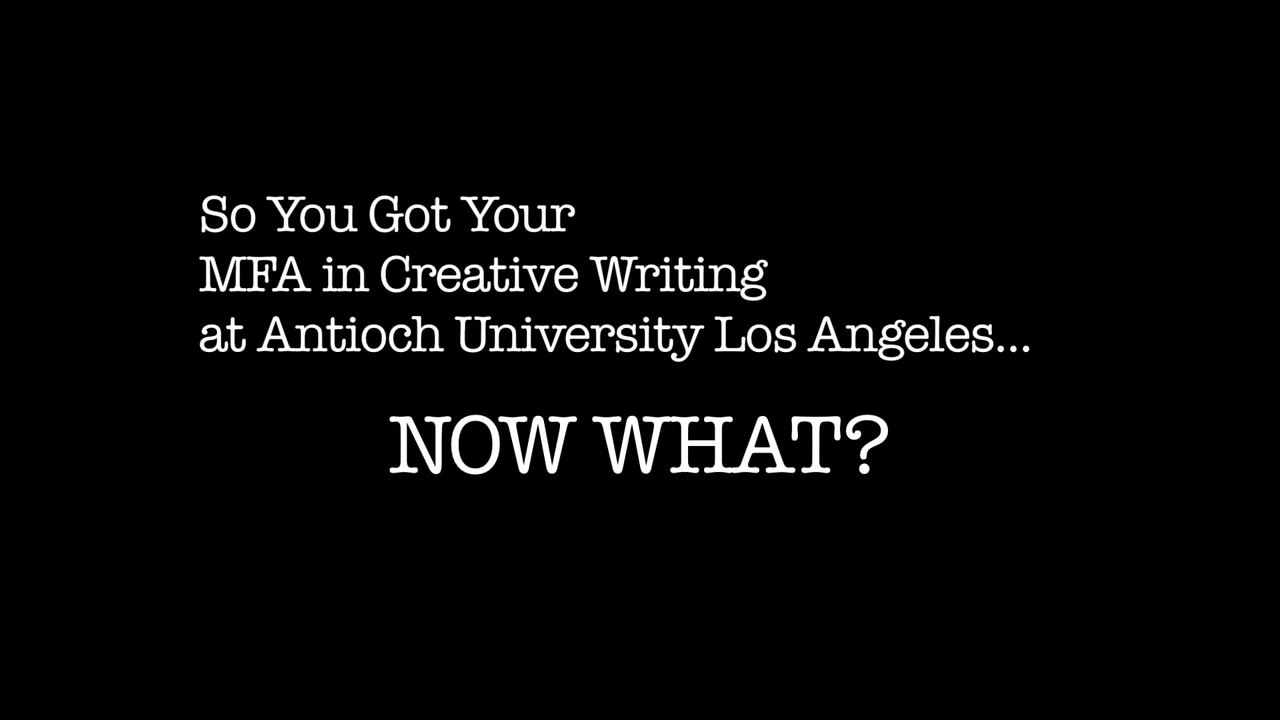 So You Got Your
MFA in Creative Writing
at Antioch University Los Angeles...
NOW WHAT?